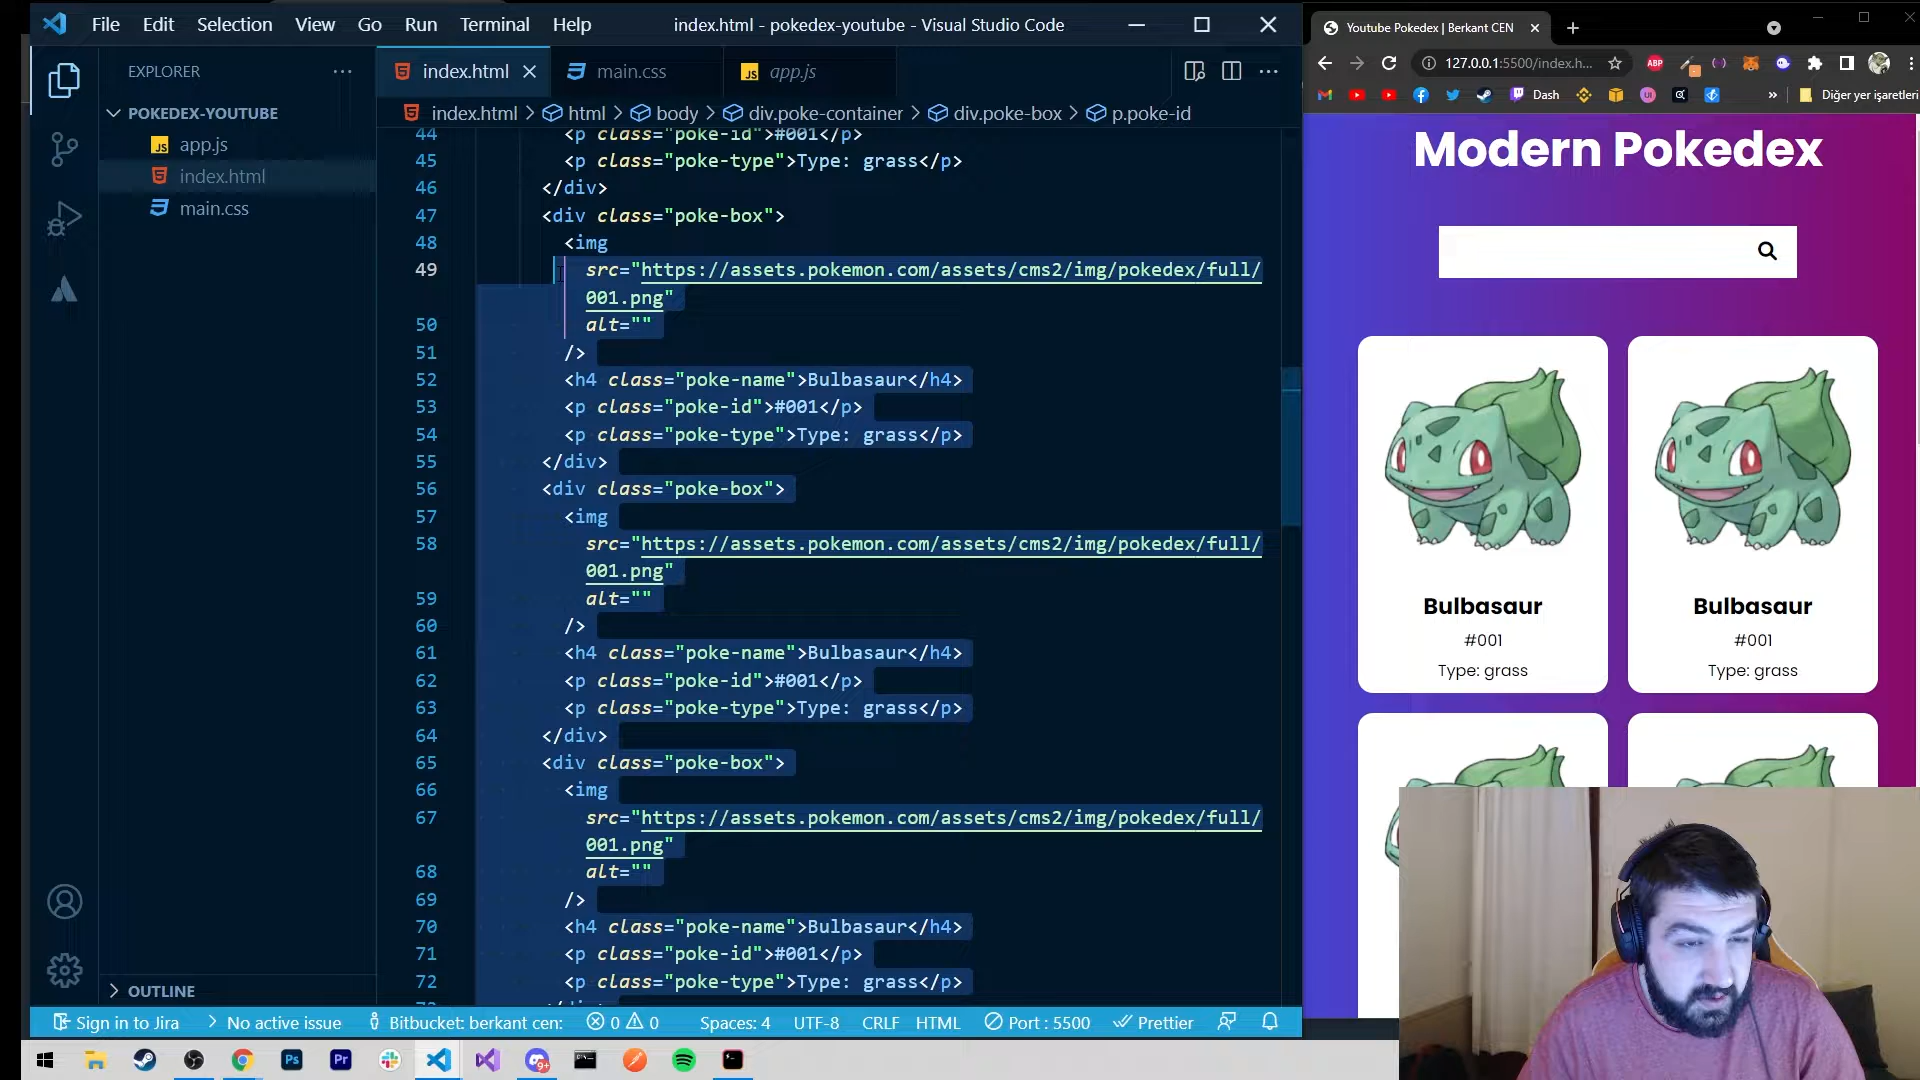 File Edit Selection View Go Run Terminal Help
index.html - pokedex-youtube - Visual Studio Code
EXPLORER
POKEDEX-YOUTUBE
JS app.js
index.html
main.css
OUTLINE
index.html
main.css
JS app.js
index.html > html > body > div.poke-container > div.poke-box > p.poke-id
44 <p class="poke-id">#001</p>
45 <p class="poke-type">Type: grass</p>
46 </div>
47 <div class="poke-box">
48 <img
49 src="https://assets.pokemon.com/assets/cms2/img/pokedex/full/
001.png"
50 alt=""
51 />
52 <h4 class="poke-name">Bulbasaur</h4>
53 <p class="poke-id">#001</p>
54 <p class="poke-type">Type: grass</p>
55 </div>
56 <div class="poke-box">
57 <img
58 src="https://assets.pokemon.com/assets/cms2/img/pokedex/full/
001.png"
59 alt=""
60 />
61 <h4 class="poke-name">Bulbasaur</h4>
62 <p class="poke-id">#001</p>
63 <p class="poke-type">Type: grass</p>
64 </div>
65 <div class="poke-box">
66 <img
67 src="https://assets.pokemon.com/assets/cms2/img/pokedex/full/
001.png"
68 alt=""
69 />
70 <h4 class="poke-name">Bulbasaur</h4>
71 <p class="poke-id">#001</p>
72 <p class="poke-type">Type: grass</p>
Sign in to Jira
No active issue
Bitbucket: berkant cen:
0 0
Spaces: 4
UTF-8
CRLF
HTML
Port : 5500
Prettier
Youtube Pokedex | Berkant CEN
127.0.0.1:5500/index.h...
ABP
Dash
Diğer yer işaretleri
Modern Pokedex
Bulbasaur
#001
Type: grass
Bulbasaur
#001
Type: grass
Ps
Pr
9+